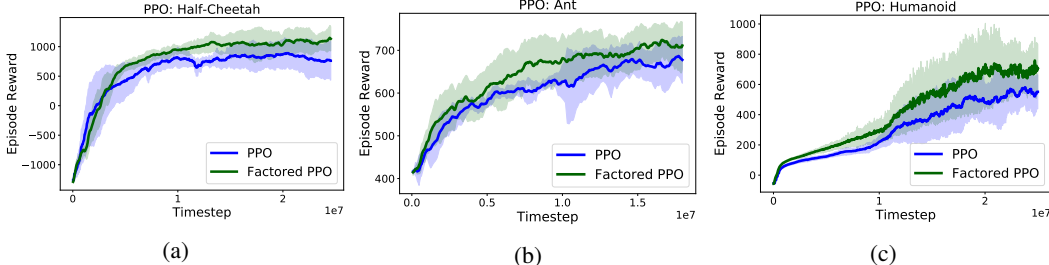 PPO: Half-Cheetah
Episode Reward
1000
500
0
−500
−1000
PPO
Factored PPO
0
1
2
1e7
Timestep
(a)
PPO: Ant
Episode Reward
700
600
500
400
PPO
Factored PPO
0.0
0.5
1.0
1.5
1e7
Timestep
(b)
PPO: Humanoid
Episode Reward
1000
800
600
400
200
0
PPO
Factored PPO
0
1
2
1e7
Timestep
(c)